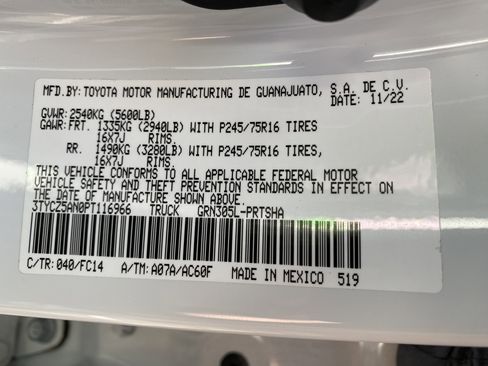 MFD.BY: TOYOTA MOTOR MANUFACTURING DE GUANAJUATO, S.A. DE C.V.
DATE: 11/22
GVWR: 2540KG (5600LB)
GAWR: FRT. 1335KG (2940LB) WITH P245/75R16 TIRES
16X7J RIMS,
RR. 1490KG (3280LB) WITH P245/75R16 TIRES,
16X7J RIMS.
THIS VEHICLE CONFORMS TO ALL APPLICABLE FEDERAL MOTOR
VEHICLE SAFETY AND THEFT PREVENTION STANDARDS IN EFFECT ON
THE DATE OF MANUFACTURE SHOWN ABOVE.
3TYCZ5AN0PT116966 TRUCK GRN305L-PRTSHA
C/TR: 040/FC14 A/TM: A07A/AC60F MADE IN MEXICO 519